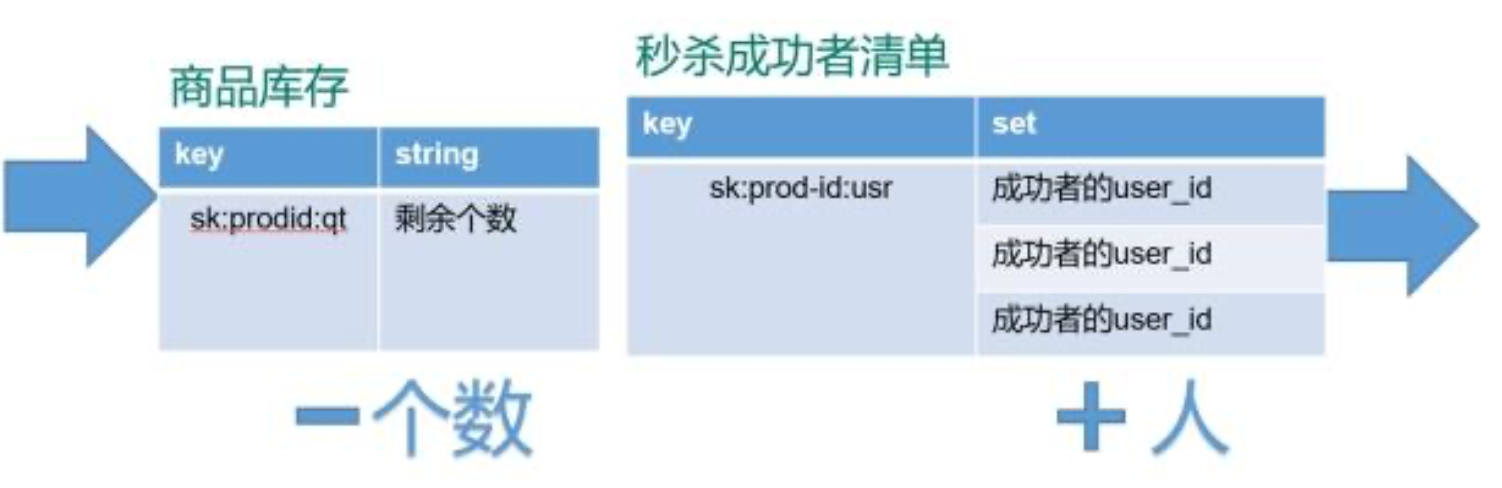 商品库存
key string
sk:prodid:qt 剩余个数
－个数
秒杀成功者清单
key set
sk:prod-id:usr 成功者的user_id
成功者的user_id
成功者的user_id
＋人